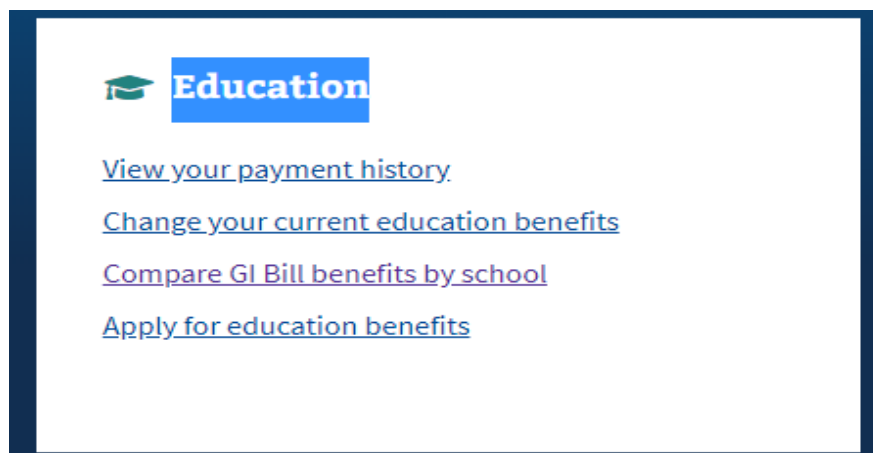 Education
View your payment history
Change your current education benefits
Compare GI Bill benefits by school
Apply for education benefits